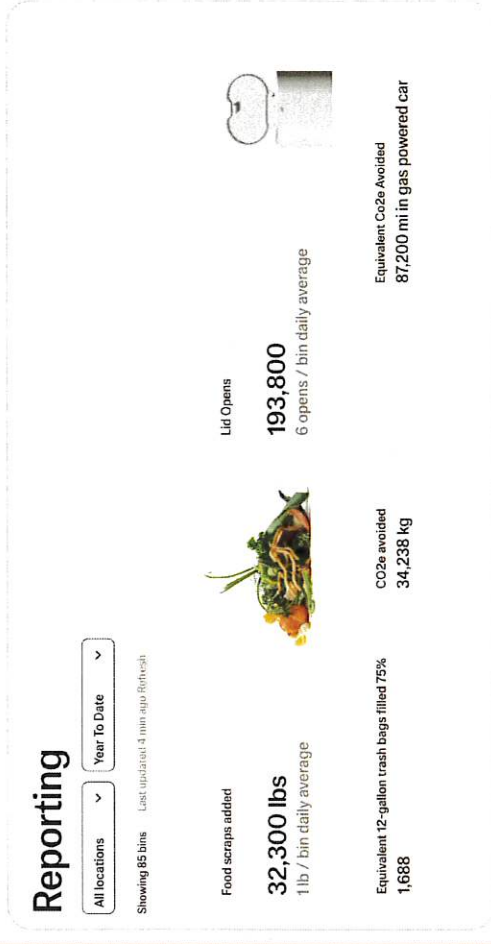 Reporting
All locations
Year To Date
Showing 85 bins
Last updated 4 min ago Refresh
Food scraps added
32,300 lbs
1 lb / bin daily average
Lid Opens
193,800
6 opens / bin daily average
Equivalent 12-gallon trash bags filled 75%
1,688
CO2e avoided
34,238 kg
Equivalent Co2e Avoided
87,200 mi in gas powered car